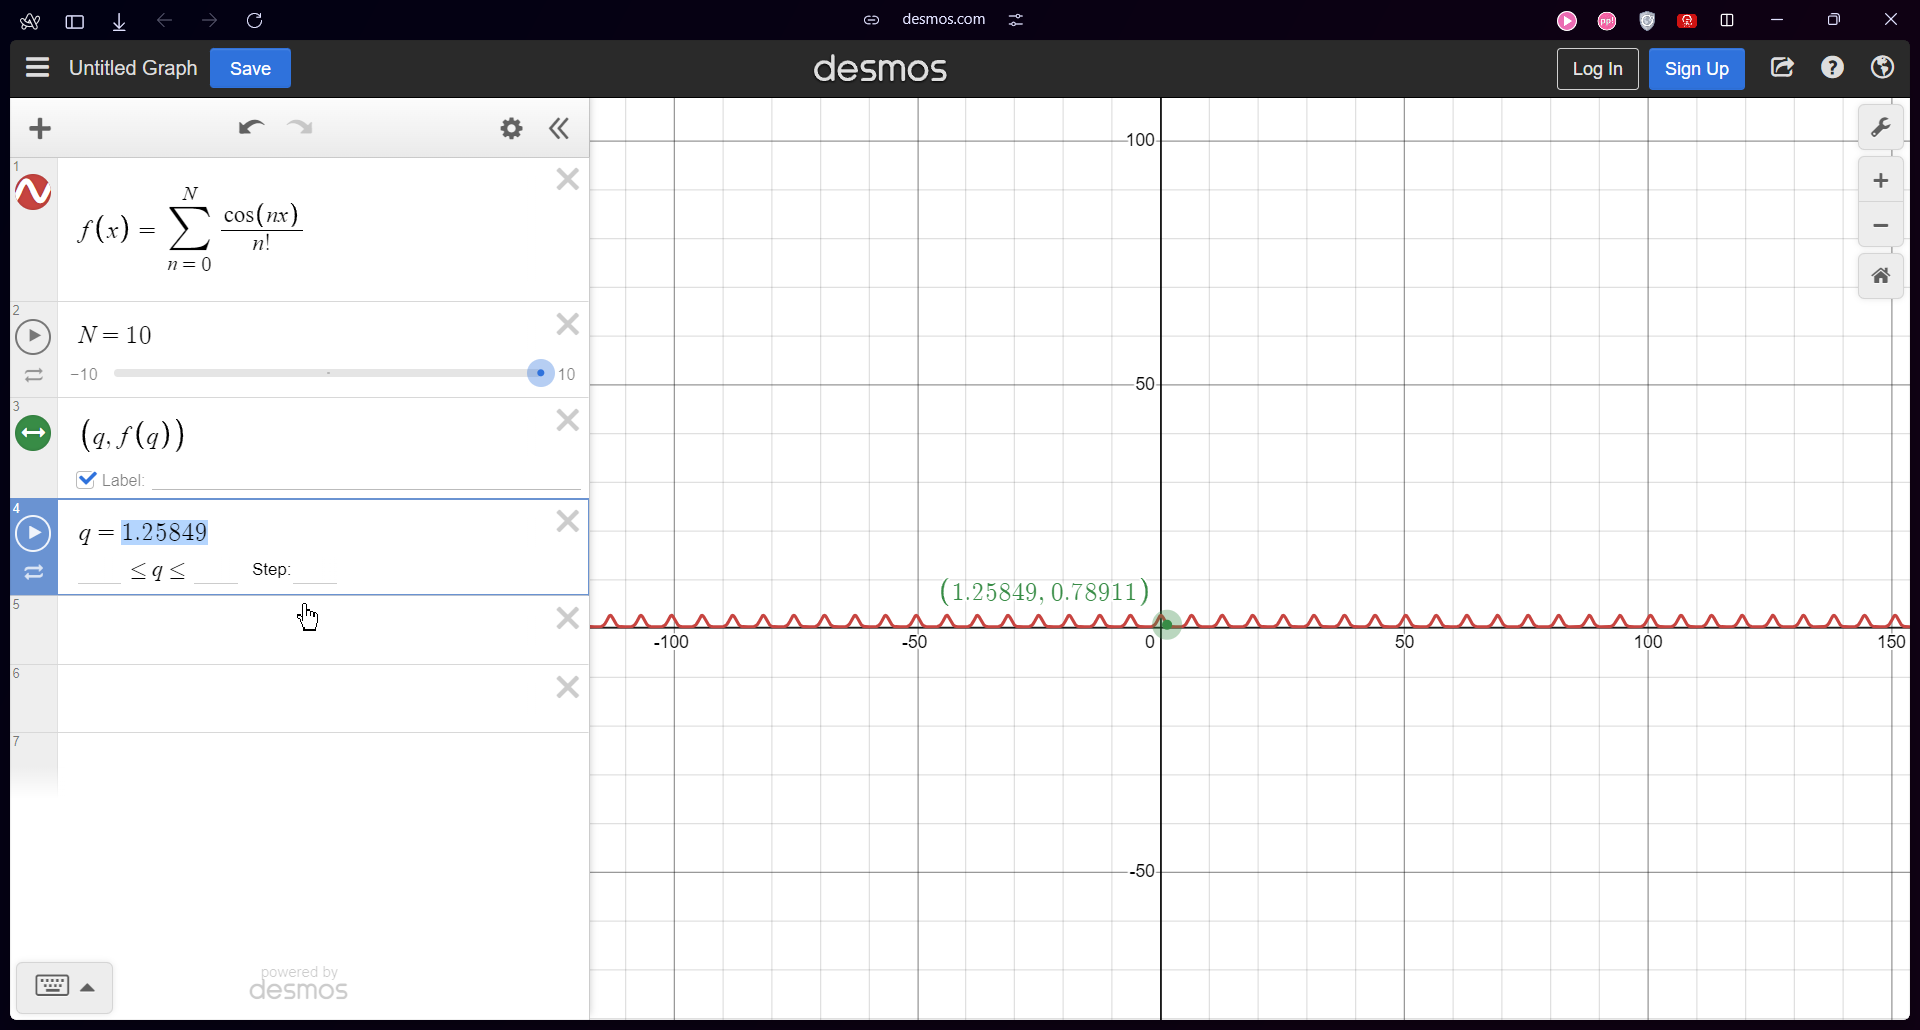 desmos.com
Untitled Graph Save desmos Log In Sign Up
1
f(x) = \sum_{n=0}^{N} \frac{\cos(nx)}{n!}
2
N = 10
-10 10
3
(q, f(q))
Label:
4
q = 1.25849
≤ q ≤ Step:
5
6
7
powered by
desmos
100
50
(1.25849, 0.78911)
-100 -50 0 50 100 150
-50